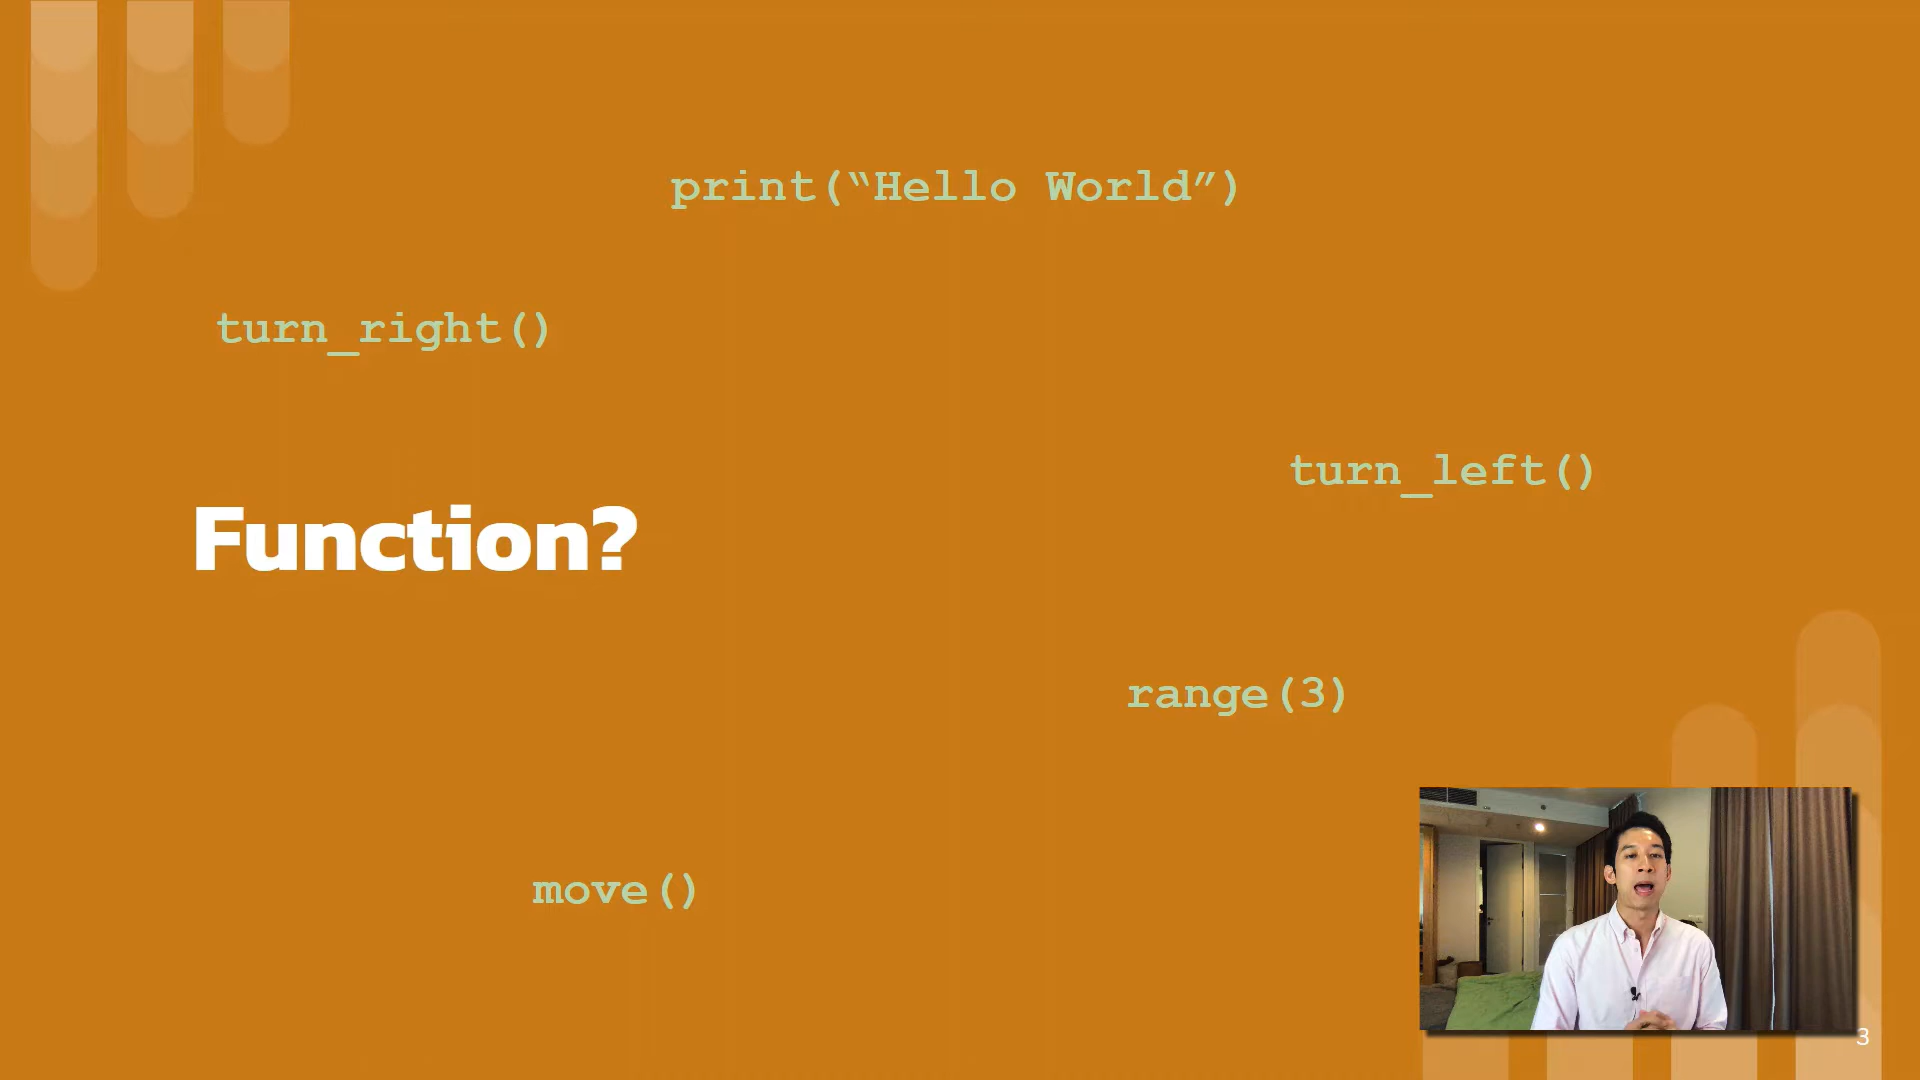 print(“Hello World”)
turn_right()
turn_left()
Function?
range(3)
move()
3